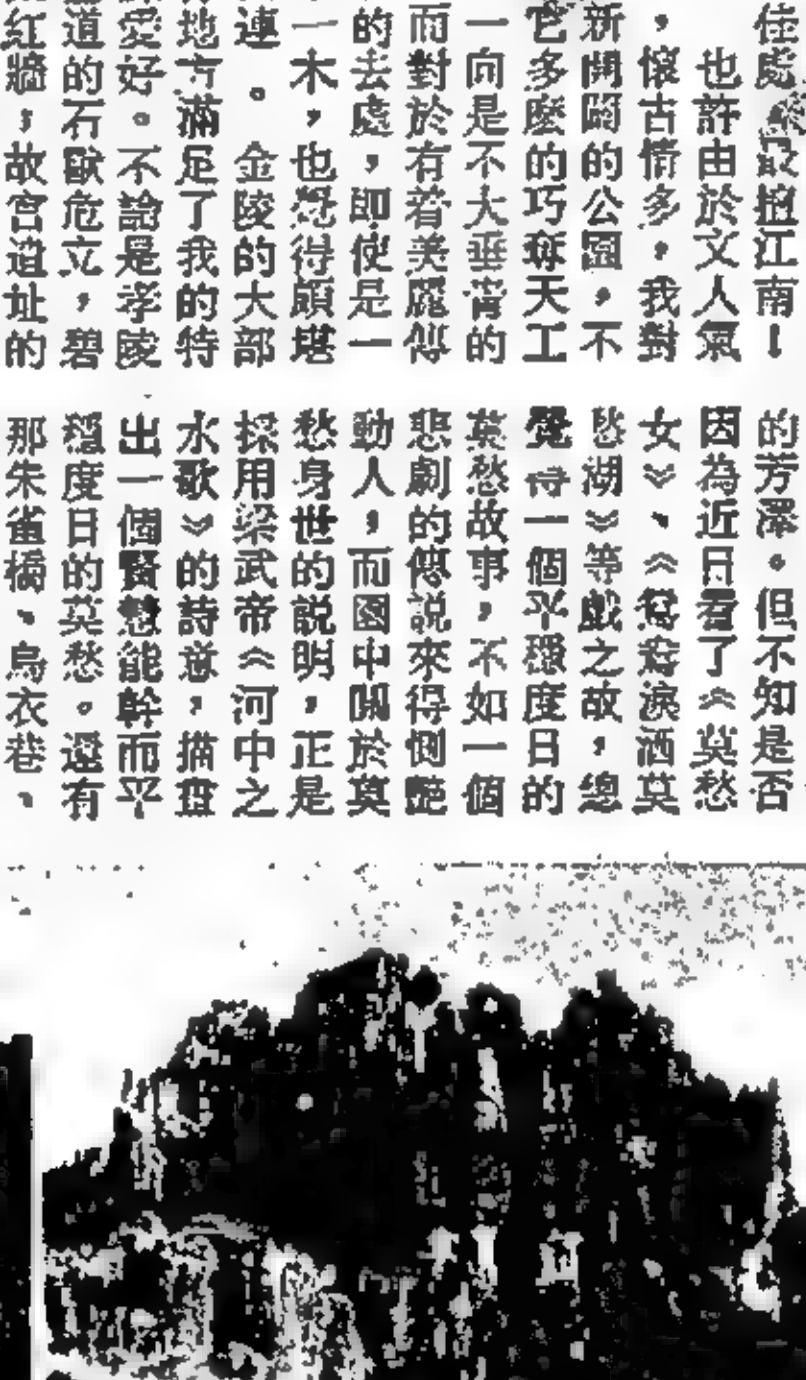 佳處 最 江南！
也許由於文人氣
，懷古情多，我對
新開闢的公園，不
它多麽的巧奪天工
一向是不大垂青的
而對於有着美麗傳
的去處，即使是一
一木，也覺得頗堪
連。金陵的大部
地方滿足了我的特
愛好。不論是孝陵
道的石獸危立，碧
紅牆，故宮遺址的
的芳澤。但不知是否
因為近日看了《莫愁
女》、《鴛鴦淚洒莫
愁湖》等戲之故，總
覺得一個平穩度日的
莫愁故事，不如一個
悲劇的傳説來得惻艷
動人，而園中關於莫
愁身世的説明，正是
採用梁武帝《河中之
水歌》的詩意，描畫
出一個賢慧能幹而平
穩度日的莫愁。還有
那朱雀橋、烏衣巷、